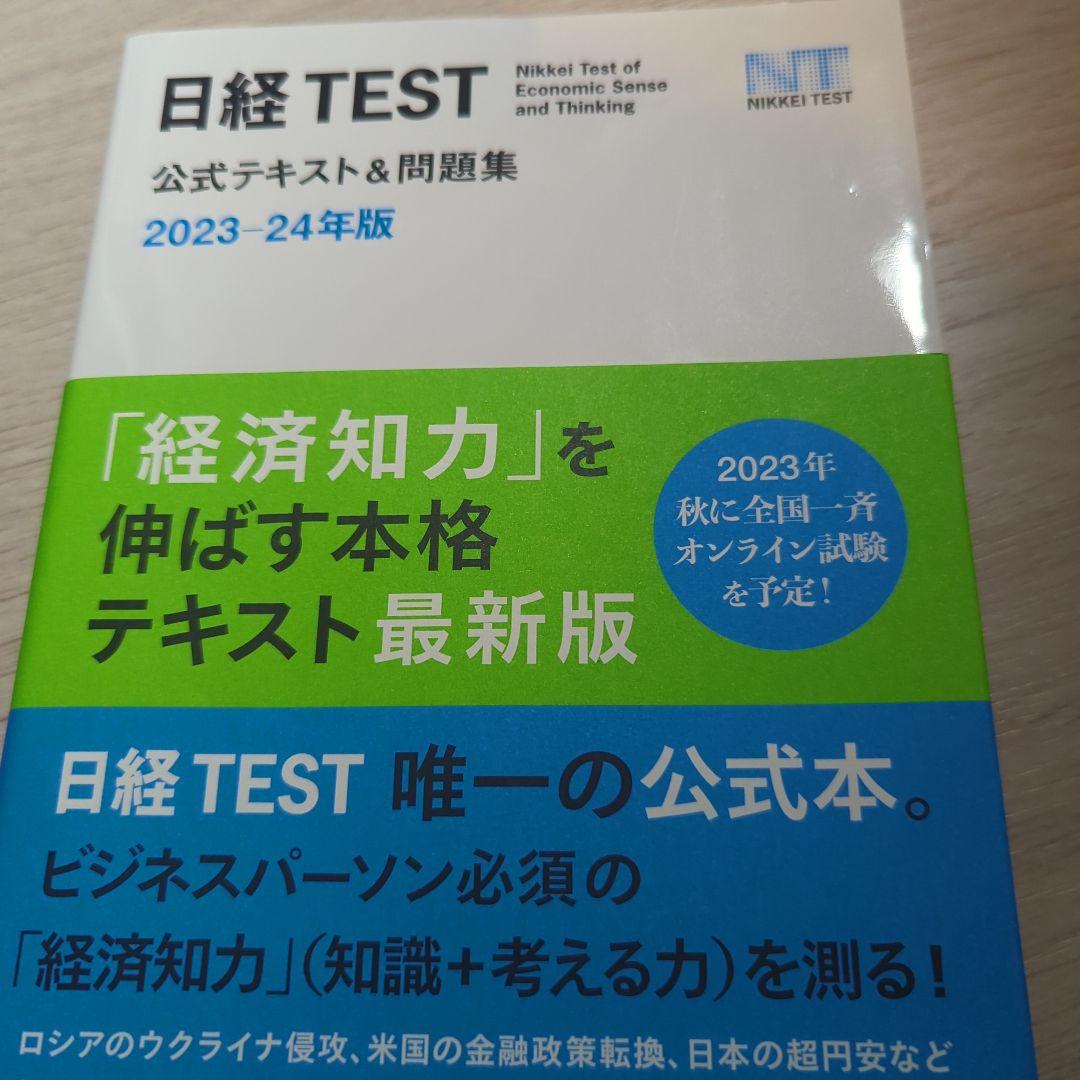 日経 TEST
Nikkei Test of
Economic Sense
and Thinking
NT
NIKKEI TEST
公式テキスト&問題集
2023-24年版
「経済知力」を
伸ばす本格
テキスト最新版
2023年
秋に全国一斉
オンライン試験
を予定!
日経 TEST 唯一の公式本。
ビジネスパーソン必須の
「経済知力」(知識+考える力)を測る!
ロシアのウクライナ侵攻、米国の金融政策転換、日本の超円安など